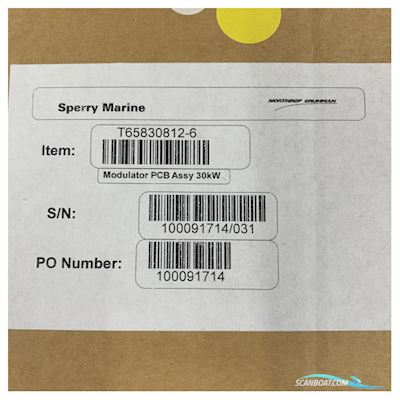 Sperry Marine
NORTHROP GRUMMAN
Item:
T65830812-6
Modulator PCB Assy 30kW
S/N:
100091714/031
PO Number:
100091714
SCANBOAT.COM